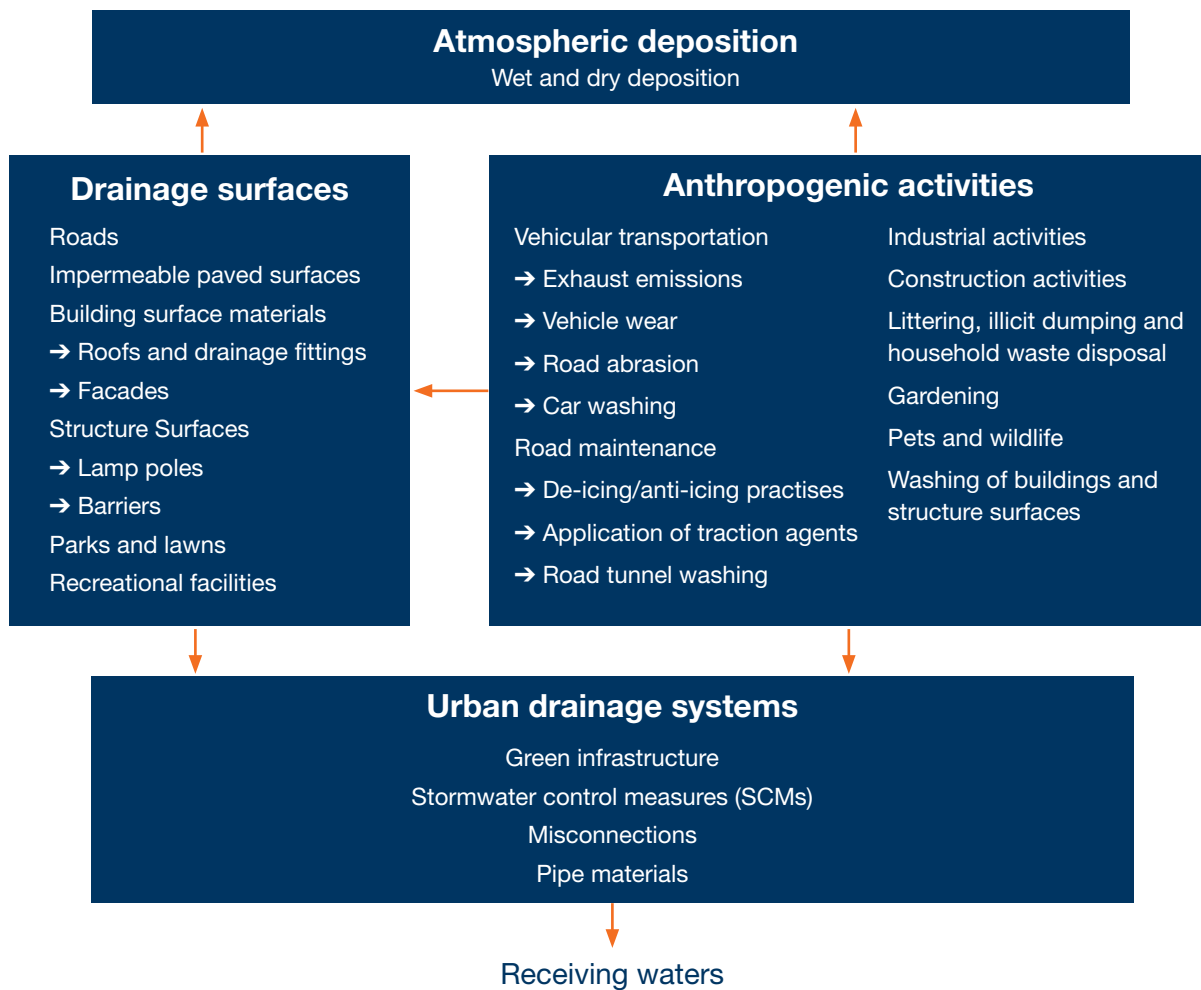 Atmospheric deposition
Wet and dry deposition
Drainage surfaces
Roads
Impermeable paved surfaces
Building surface materials
➔ Roofs and drainage fittings
➔ Facades
Structure Surfaces
➔ Lamp poles
➔ Barriers
Parks and lawns
Recreational facilities
Anthropogenic activities
Vehicular transportation
➔ Exhaust emissions
➔ Vehicle wear
➔ Road abrasion
➔ Car washing
Road maintenance
➔ De-icing/anti-icing practises
➔ Application of traction agents
➔ Road tunnel washing
Industrial activities
Construction activities
Littering, illicit dumping and
household waste disposal
Gardening
Pets and wildlife
Washing of buildings and
structure surfaces
Urban drainage systems
Green infrastructure
Stormwater control measures (SCMs)
Misconnections
Pipe materials
Receiving waters